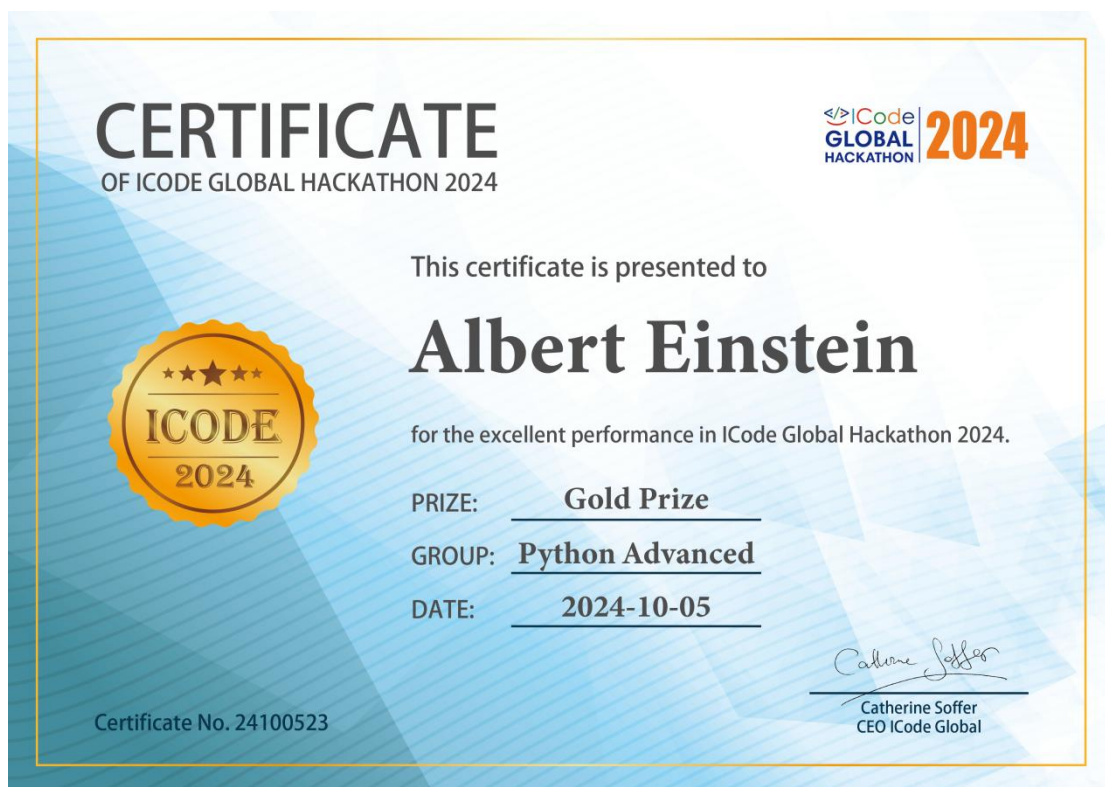 CERTIFICATE
OF ICODE GLOBAL HACKATHON 2024
</>ICode
GLOBAL
HACKATHON
2024
This certificate is presented to
Albert Einstein
for the excellent performance in ICode Global Hackathon 2024.
ICODE
2024
PRIZE: Gold Prize
GROUP: Python Advanced
DATE: 2024-10-05
Catherine Soffer
Catherine Soffer
CEO ICode Global
Certificate No. 24100523